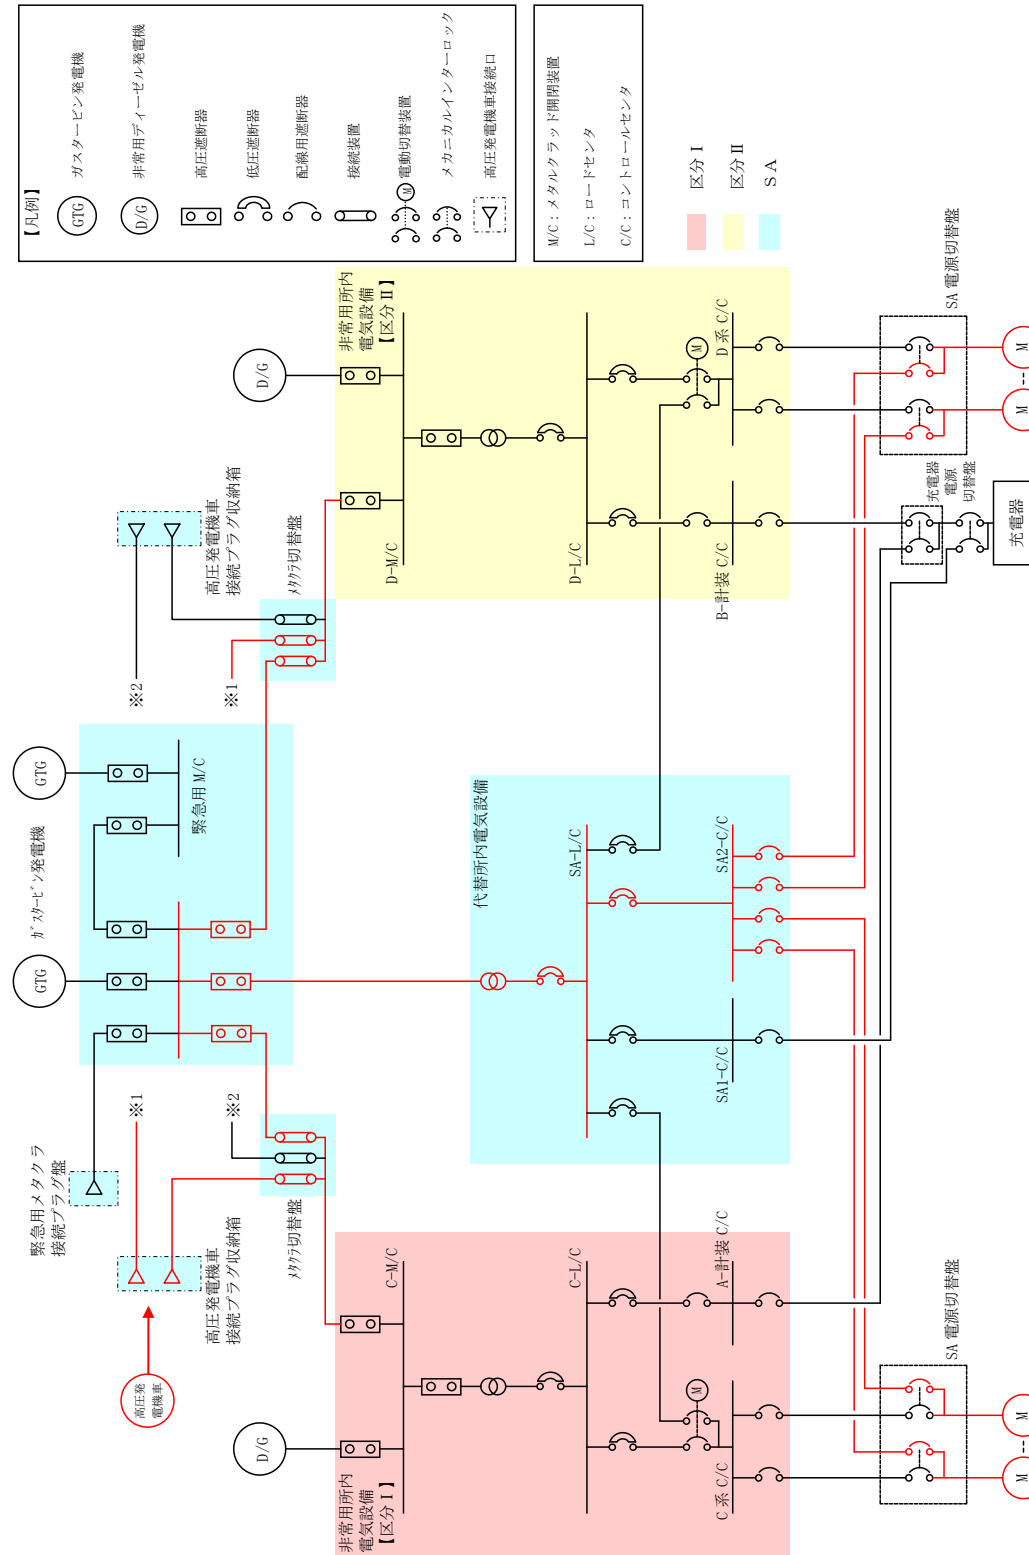 【凡例】
GTG
ガスタービン発電機
D/G
非常用ディーゼル発電機
高圧遮断器
低圧遮断器
配線用遮断器
接続装置
M
電動切替装置
メカニカルインターロック
高圧発電機車接続口
M/C：メタルクラッド開閉装置
L/C：ロードセンタ
C/C：コントロールセンタ
区分Ⅰ
区分Ⅱ
ＳＡ
緊急用メタクラ
接続プラグ盤
ガスタービン発電機
GTG
GTG
緊急用 M/C
高圧発
電機車
高圧発電機車
接続プラグ収納箱
※1
※2
メタクラ切替盤
高圧発電機車
接続プラグ収納箱
※2
※1
メタクラ切替盤
D/G
D/G
非常用所内
電気設備
【区分Ⅰ】
C-M/C
C-L/C
C 系 C/C
A-計装 C/C
M
代替所内電気設備
SA-L/C
SA1-C/C
SA2-C/C
非常用所内
電気設備
【区分Ⅱ】
D-M/C
D-L/C
B-計装 C/C
D 系 C/C
M
SA 電源切替盤
M
M
充電器
電源
切替盤
充電器
SA 電源切替盤
M
M